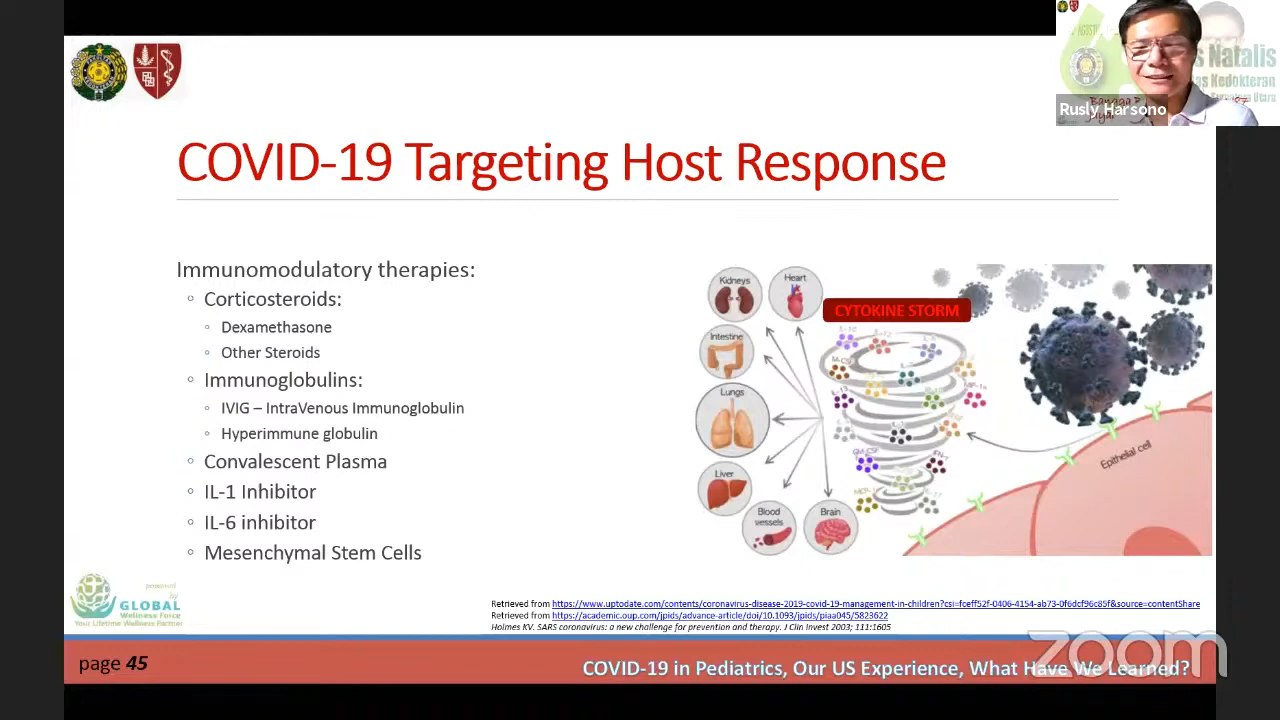 Rusly Harsono
s Natalis
as Kedokteran
COVID-19 Targeting Host Response
Immunomodulatory therapies:
◦ Corticosteroids:
◦ Dexamethasone
◦ Other Steroids
◦ Immunoglobulins:
◦ IVIG – IntraVenous Immunoglobulin
◦ Hyperimmune globulin
◦ Convalescent Plasma
◦ IL-1 Inhibitor
◦ IL-6 inhibitor
◦ Mesenchymal Stem Cells
Kidneys
Heart
CYTOKINE STORM
Intestine
Lungs
Liver
Blood
vessels
Brain
Epithelial cell
GLOBAL
Wellness Force
Your Lifetime Wellness Partner
Retrieved from https://www.uptodate.com/contents/coronavirus-disease-2019-covid-19-management-in-children?csi=fceff52f-0406-4154-ab73-0f6dcf96c85f&source=contentShare
Retrieved from https://academic.oup.com/jpids/advance-article/doi/10.1093/jpids/piaa045/5823622
Holmes KV. SARS coronavirus: a new challenge for prevention and therapy. J Clin Invest 2003; 111:1605
page 45
COVID-19 in Pediatrics, Our US Experience, What Have We Learned?
zoom